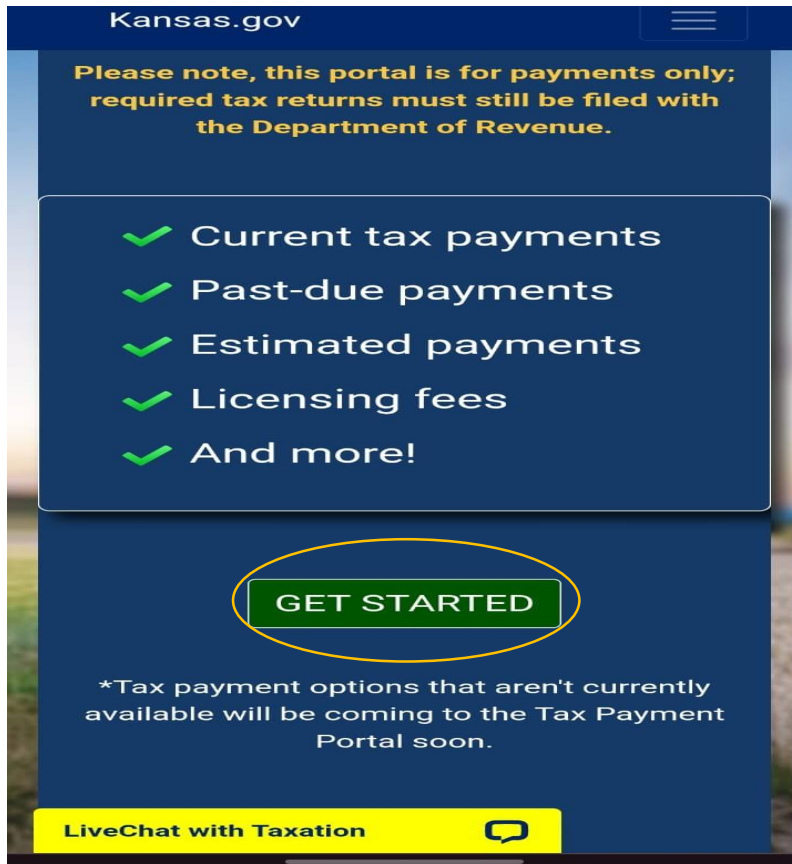 Kansas.gov
Please note, this portal is for payments only;
required tax returns must still be filed with
the Department of Revenue.
Current tax payments
Past-due payments
Estimated payments
Licensing fees
And more!
GET STARTED
*Tax payment options that aren't currently
available will be coming to the Tax Payment
Portal soon.
LiveChat with Taxation